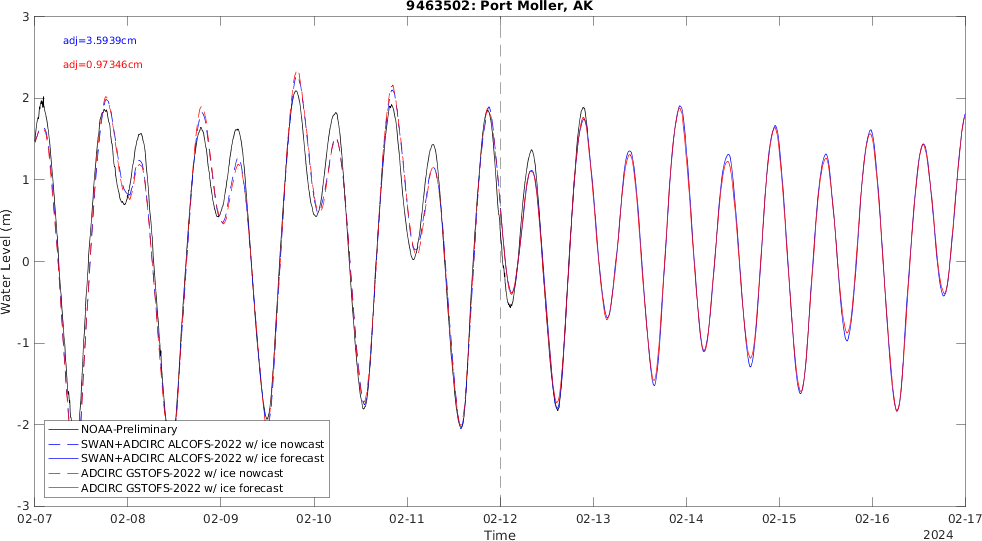 9463502: Port Moller, AK
adj=3.5939cm
adj=0.97346cm
Water Level (m)
3
2
1
0
-1
-2
-3
NOAA-Preliminary
SWAN+ADCIRC ALCOFS-2022 w/ ice nowcast
SWAN+ADCIRC ALCOFS-2022 w/ ice forecast
ADCIRC GSTOFS-2022 w/ ice nowcast
ADCIRC GSTOFS-2022 w/ ice forecast
02-07 02-08 02-09 02-10 02-11 02-12 02-13 02-14 02-15 02-16 02-17
Time
2024